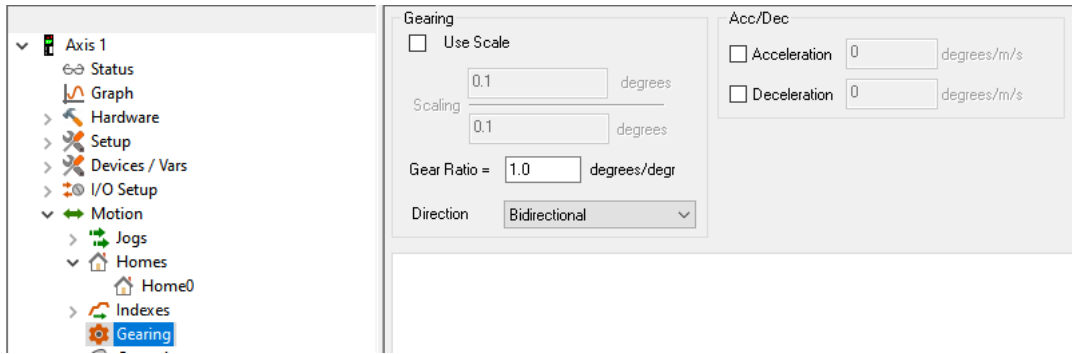 Axis 1
Status
Graph
Hardware
Setup
Devices / Vars
I/O Setup
Motion
Jogs
Homes
Home0
Indexes
Gearing
Gearing
Use Scale
0.1 degrees
Scaling
0.1 degrees
Gear Ratio = 1.0 degrees/degr
Direction Bidirectional
Acc/Dec
Acceleration 0 degrees/m/s
Deceleration 0 degrees/m/s